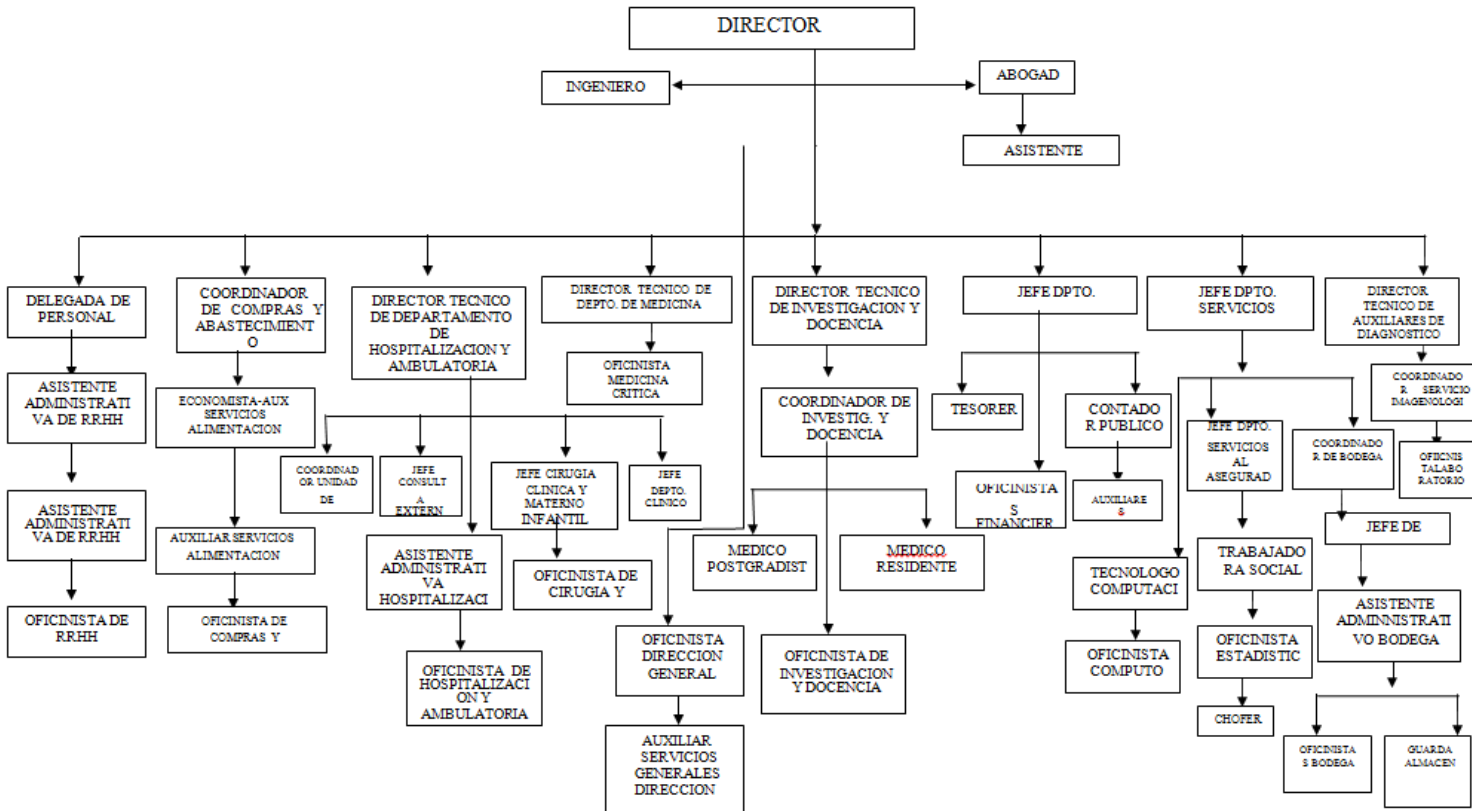 DIRECTOR
INGENIERO
ABOGAD
ASISTENTE
DELEGADA DE
PERSONAL
COORDINADOR
DE COMPRAS Y
ABASTECIMIENT
O
DIRECTOR TECNICO
DE DEPARTAMENTO
DE
HOSPITALIZACION Y
AMBULATORIA
DIRECTOR TECNICO DE
DEPTO. DE MEDICINA
DIRECTOR TECNICO
DE INVESTIGACION Y
DOCENCIA
JEFE DPTO.
JEFE DPTO.
SERVICIOS
DIRECTOR
TECNICO DE
AUXILIARES DE
DIAGNOSTICO
ASISTENTE
ADMINISTRATI
VA DE RRHH
ECONOMISTA-AUX
SERVICIOS
ALIMENTACION
OFICINISTA
MEDICINA
CRITICA
COORDINADOR DE
INVESTIG. Y
DOCENCIA
TESORER
CONTADO
R PUBLICO
COORDINADO
R SERVICIO
IMAGENOLOGI
COORDINAD
OR UNIDAD
DE
JEFE
CONSULT
A
EXTERN
JEFE CIRUGIA
CLINICA Y
MATERNO
INFANTIL
JEFE
DEPTO.
CLINICO
JEFE DPTO.
SERVICIOS
AL
ASEGURAD
COORDINADO
R DE BODEGA
OFIICNIS
TALABO
RATORIO
ASISTENTE
ADMINISTRATI
VA DE RRHH
AUXILIAR SERVICIOS
ALIMENTACION
OFICINISTA
S
FINANCIER
AUXILIARE
S
JEFE DE
ASISTENTE
ADMINISTRATI
VA
HOSPITALIZACI
OFICINISTA DE
CIRUGIA Y
MEDICO
POSTGRADIST
MEDICO
RESIDENTE
TECNOLOGO
COMPUTACI
TRABAJADO
RA SOCIAL
OFICINISTA DE
RRHH
OFICINISTA DE
COMPRAS Y
ASISTENTE
ADMINNISTRATI
VO BODEGA
OFICINISTA DE
HOSPITALIZACI
ON Y
AMBULATORIA
OFICINISTA
DIRECCION
GENERAL
OFICINISTA DE
INVESTIGACION
Y DOCENCIA
OFICINISTA
COMPUTO
OFICINISTA
ESTADISTIC
CHOFER
AUXILIAR
SERVICIOS
GENERALES
DIRECCION
OFICINISTA
S BODEGA
GUARDA
ALMACEN